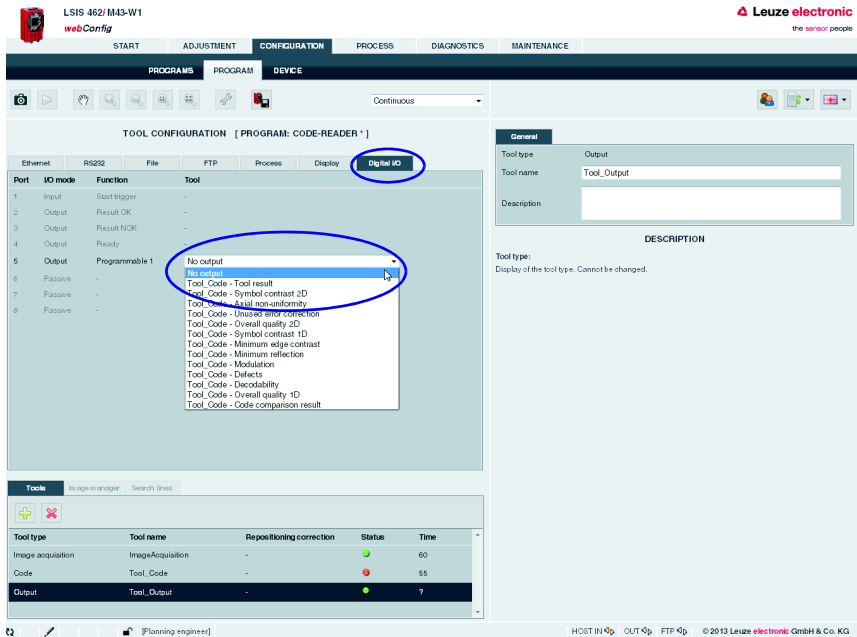 LSIS 462i M43-W1
webConfig
Leuze electronic
the sensor people
START ADJUSTMENT CONFIGURATION PROCESS DIAGNOSTICS MAINTENANCE
PROGRAMS PROGRAM DEVICE
Continuous
TOOL CONFIGURATION [ PROGRAM: CODE-READER * ]
Ethernet RS232 File FTP Process Display Digital I/O
Port I/O mode Function Tool
1 Input Start trigger -
2 Output Result OK -
3 Output Result NOK -
4 Output Ready -
5 Output Programmable 1 No output
6 Passive -
7 Passive -
8 Passive -
No output
Tool_Code - Tool result
Tool_Code - Symbol contrast 2D
Tool_Code - Axial non-uniformity
Tool_Code - Unused error correction
Tool_Code - Overall quality 2D
Tool_Code - Symbol contrast 1D
Tool_Code - Minimum edge contrast
Tool_Code - Minimum reflection
Tool_Code - Modulation
Tool_Code - Defects
Tool_Code - Decodability
Tool_Code - Overall quality 1D
Tool_Code - Code comparison result
General
Tool type Output
Tool name Tool_Output
Description
DESCRIPTION
Tool type:
Display of the tool type. Cannot be changed.
Tools Image manager Search lines
Tool type Tool name Repositioning correction Status Time
Image acquisition ImageAcquisition - 60
Code Tool_Code - 55
Output Tool_Output - ?
[Planning engineer]
HOST IN OUT FTP © 2013 Leuze electronic GmbH & Co. KG